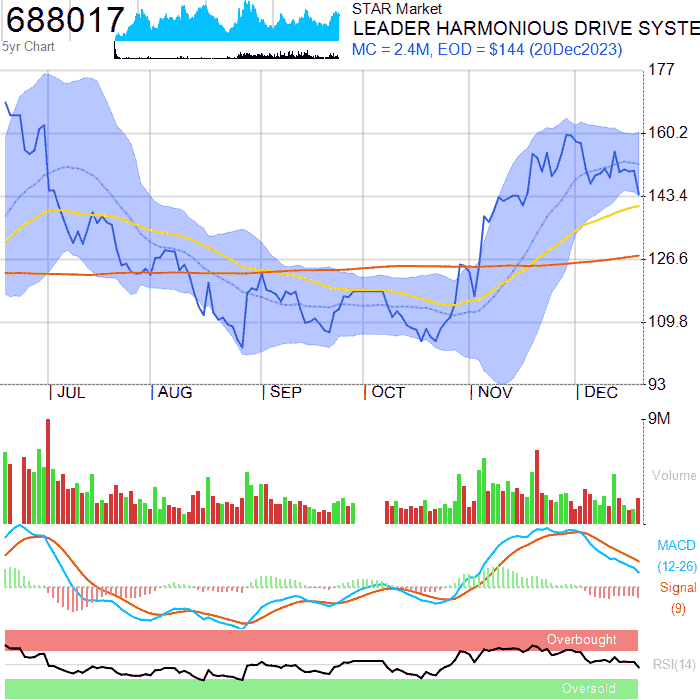 688017
5yr Chart
STAR Market
LEADER HARMONIOUS DRIVE SYSTE
MC = 2.4M, EOD = $144 (20Dec2023)
177
160.2
143.4
126.6
109.8
93
JUL
AUG
SEP
OCT
NOV
DEC
9M
Volume
MACD
(12-26)
Signal
(9)
Overbought
RSI(14)
Oversold